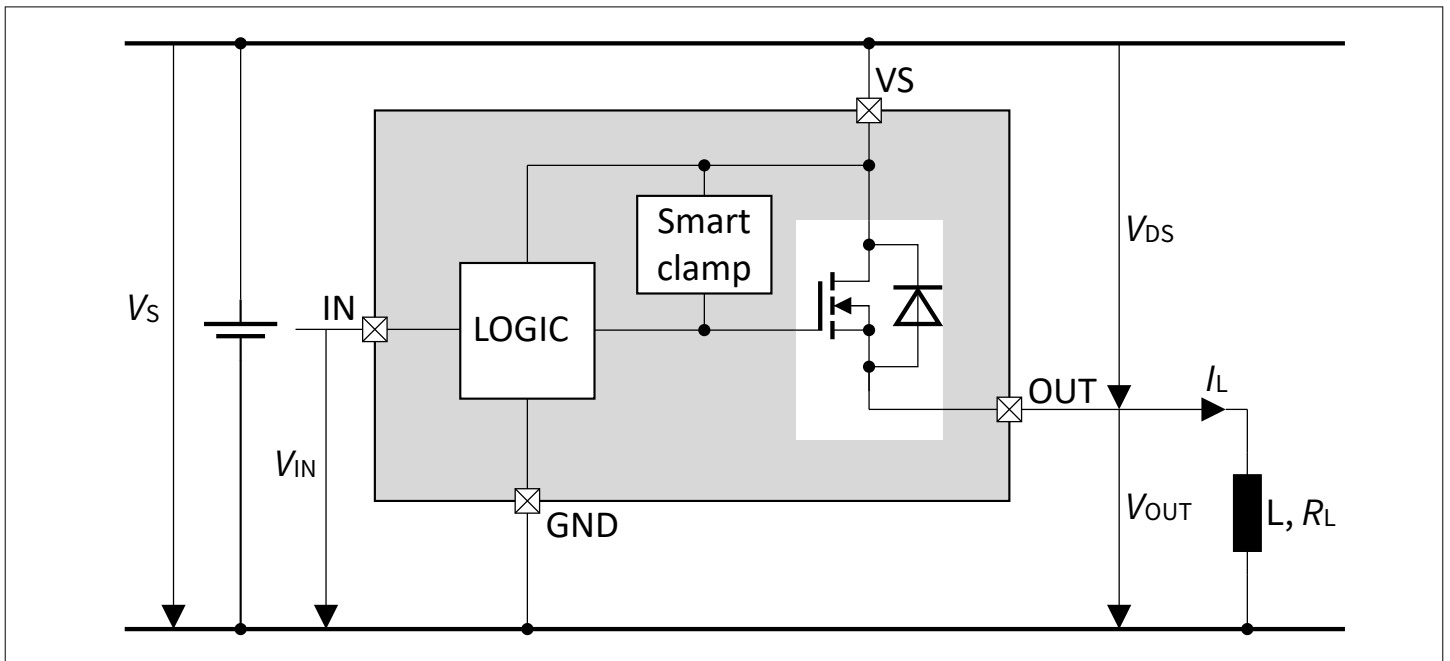 VS
Smart
clamp
VDS
VS
IN
LOGIC
OUT
IL
VIN
GND
VOUT
L, RL